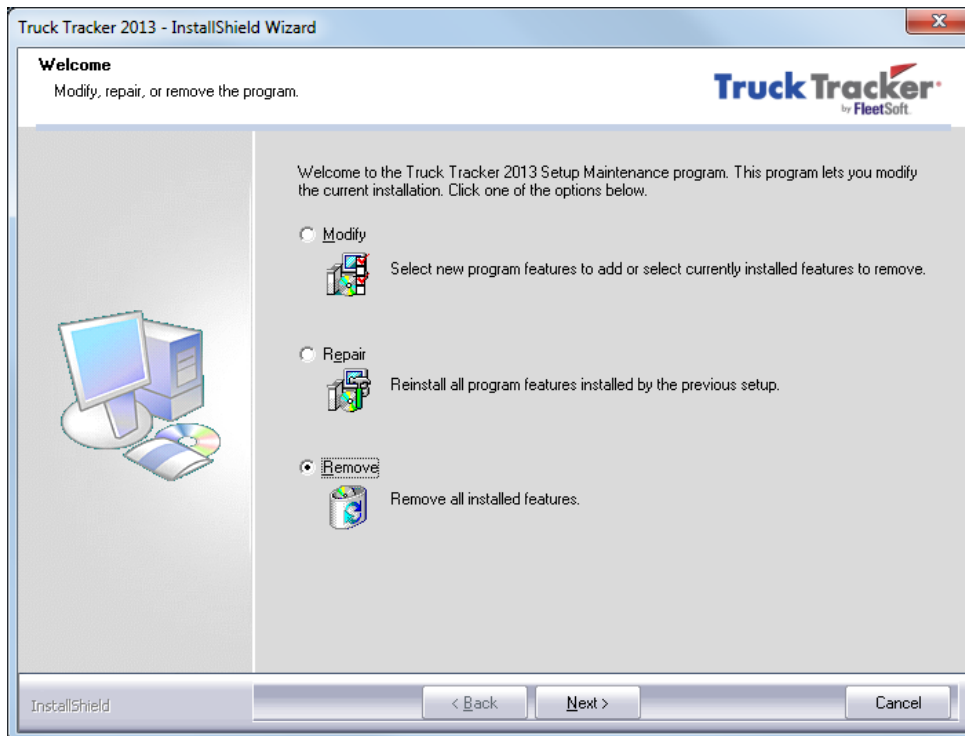 Truck Tracker 2013 - InstallShield Wizard
Welcome
Modify, repair, or remove the program.
Truck Tracker
by FleetSoft
Welcome to the Truck Tracker 2013 Setup Maintenance program. This program lets you modify
the current installation. Click one of the options below.
Modify
Select new program features to add or select currently installed features to remove.
Repair
Reinstall all program features installed by the previous setup.
Remove
Remove all installed features.
InstallShield
< Back
Next >
Cancel